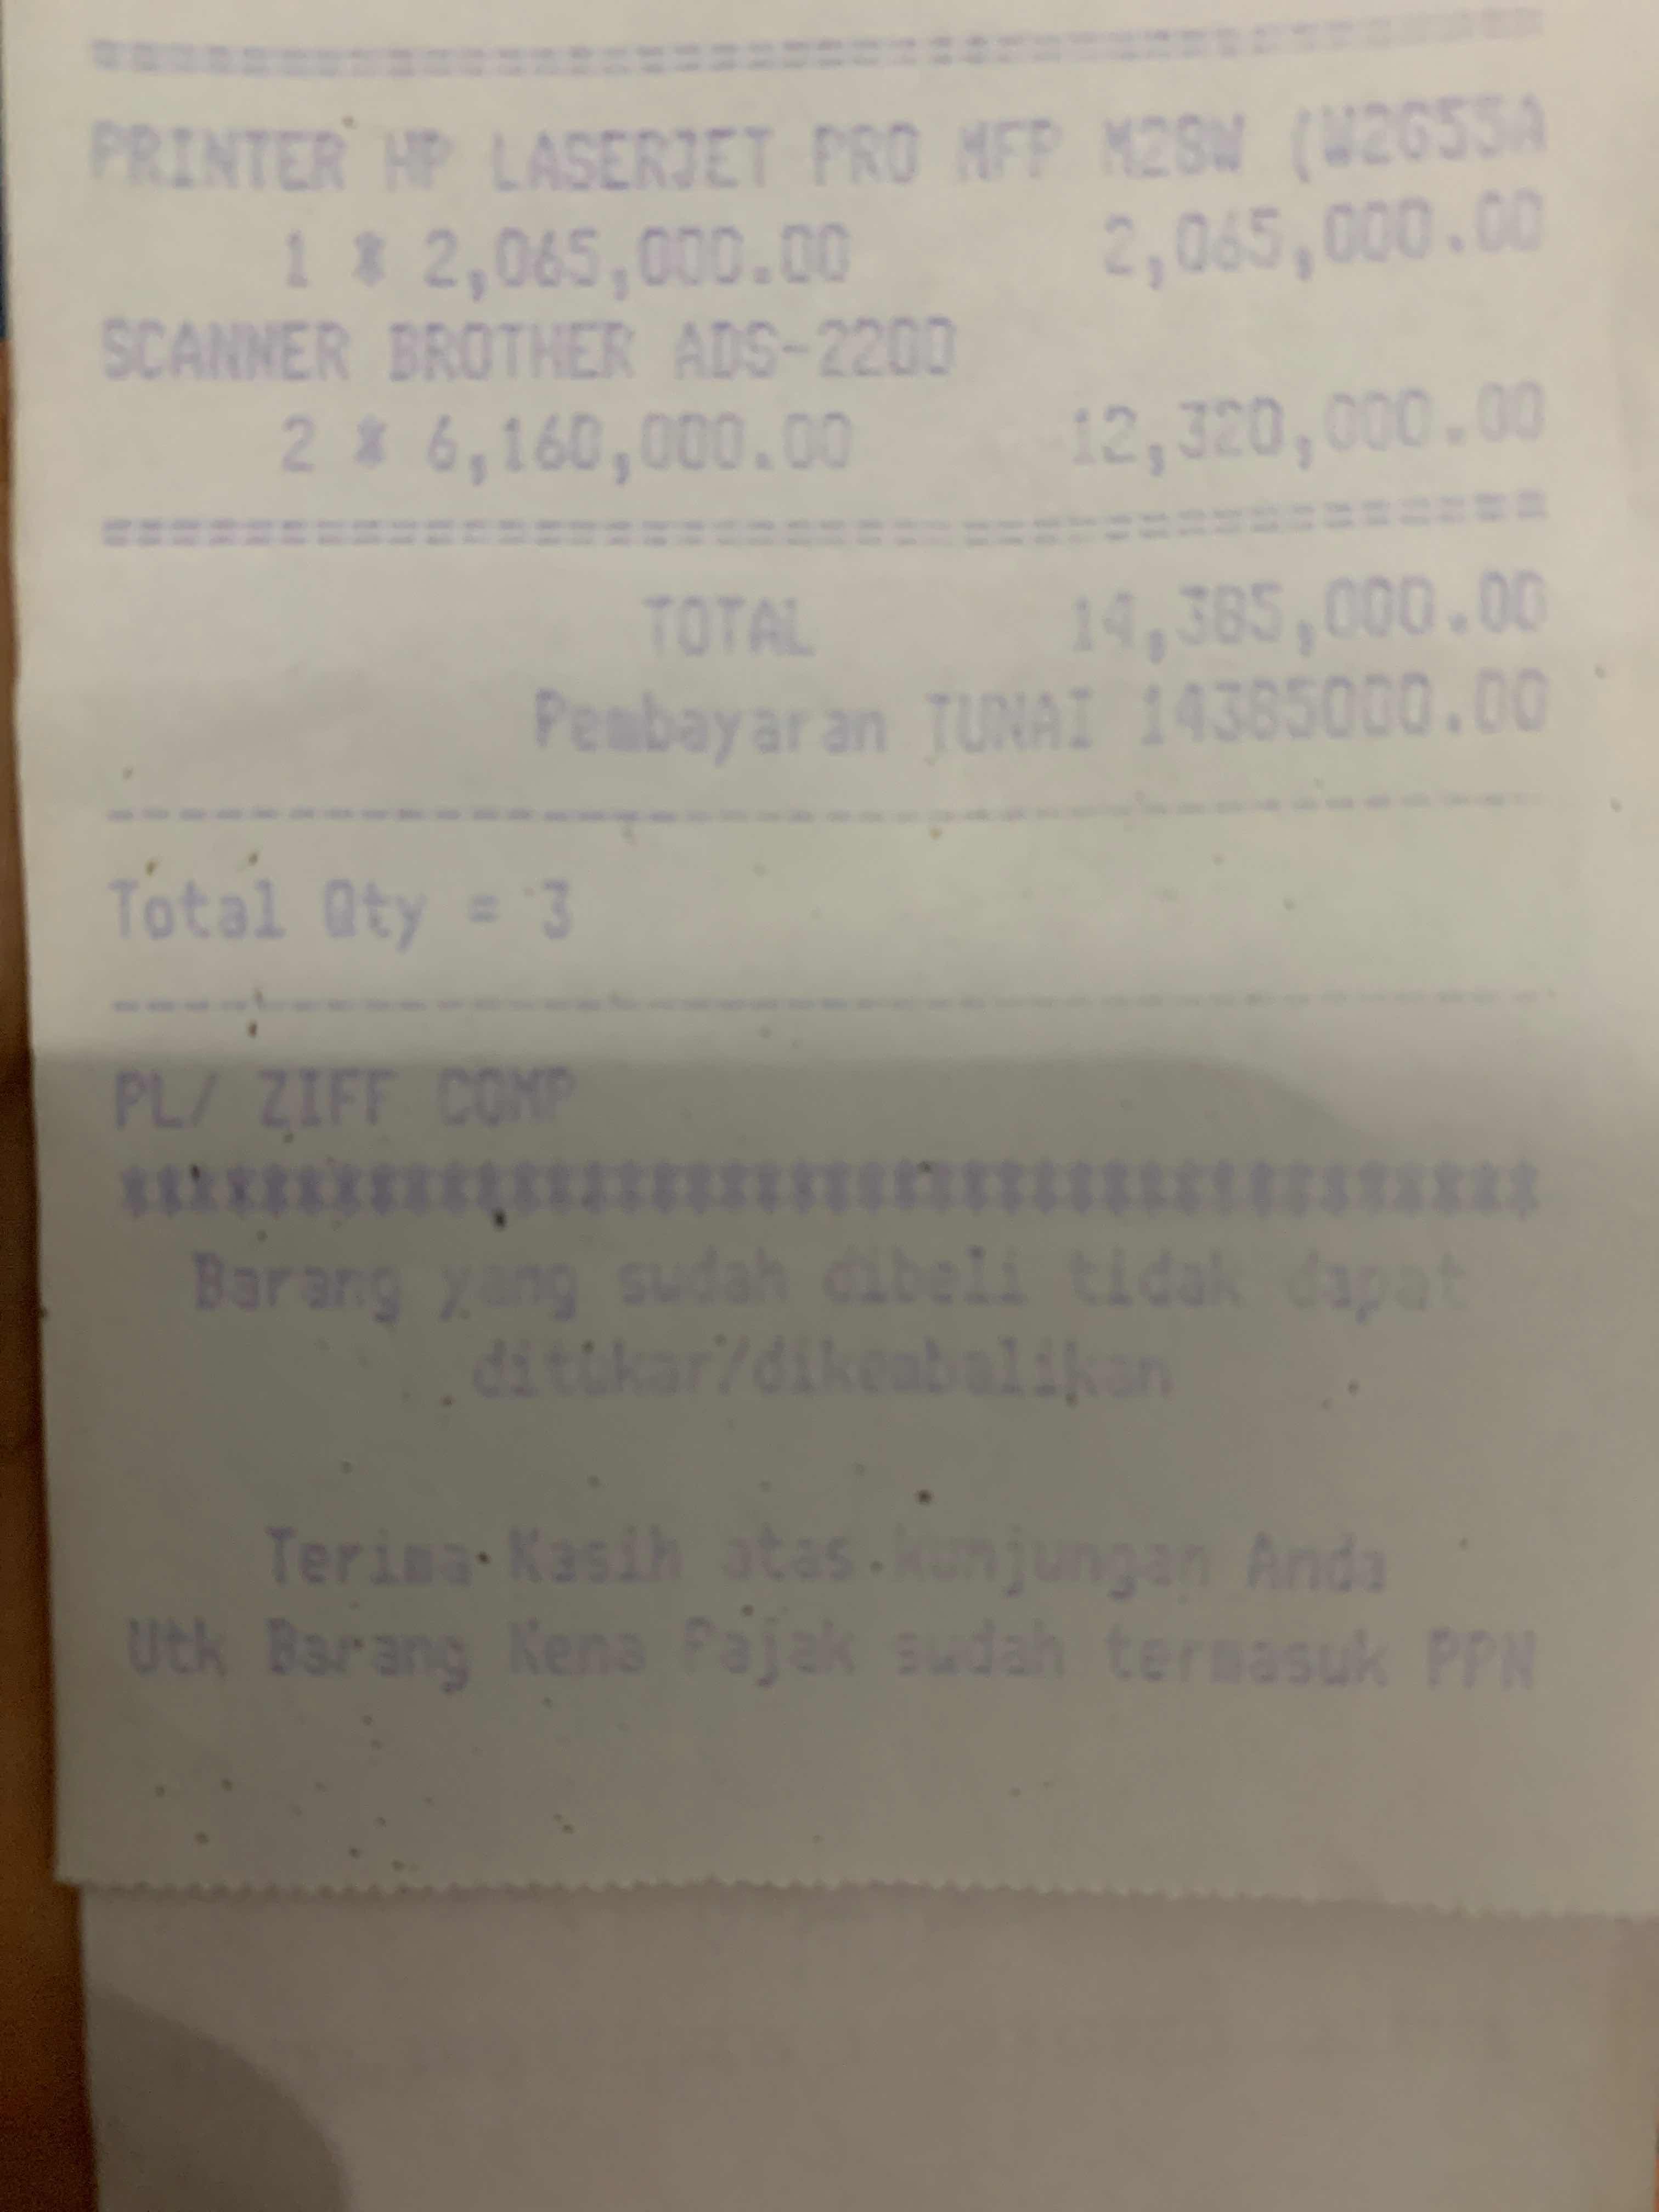 ========================================
PRINTER HP LASERJET PRO MFP M28W (W2G55A
1 * 2,065,000.00 2,065,000.00
SCANNER BROTHER ADS-2200
2 * 6,160,000.00 12,320,000.00
========================================
TOTAL 14,385,000.00
Pembayaran TUNAI 14385000.00
----------------------------------------
Total Qty = 3
----------------------------------------
PL/ ZIFF COMP
****************************************
Barang yang sudah dibeli tidak dapat
ditukar/dikembalikan
Terima Kasih atas kunjungan Anda
Utk Barang Kena Pajak sudah termasuk PPN